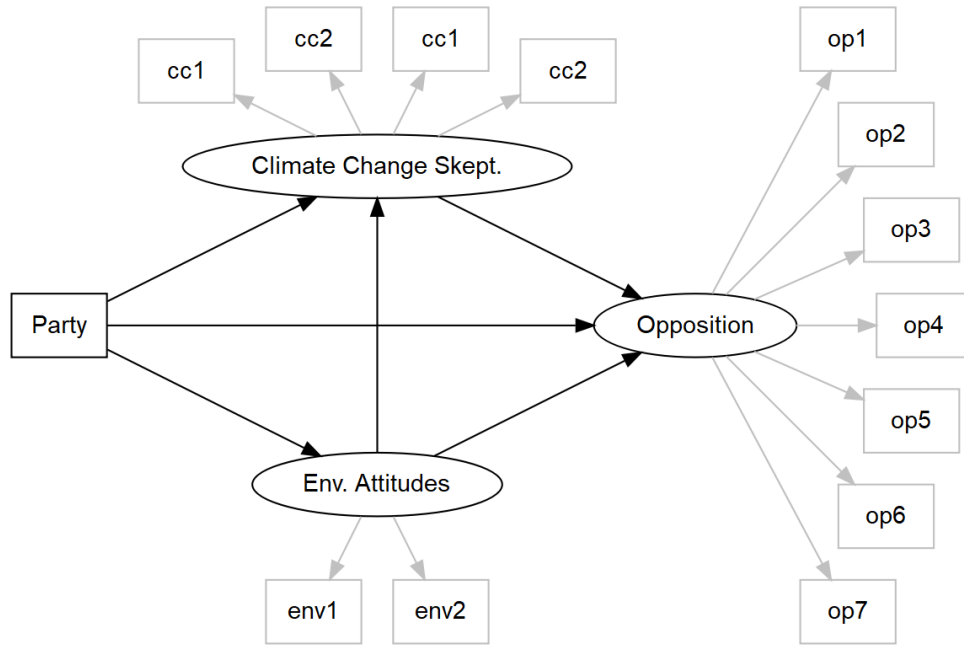 cc1
cc2
cc1
cc2
op1
op2
Climate Change Skept.
op3
Party
Opposition
op4
op5
Env. Attitudes
op6
env1
env2
op7